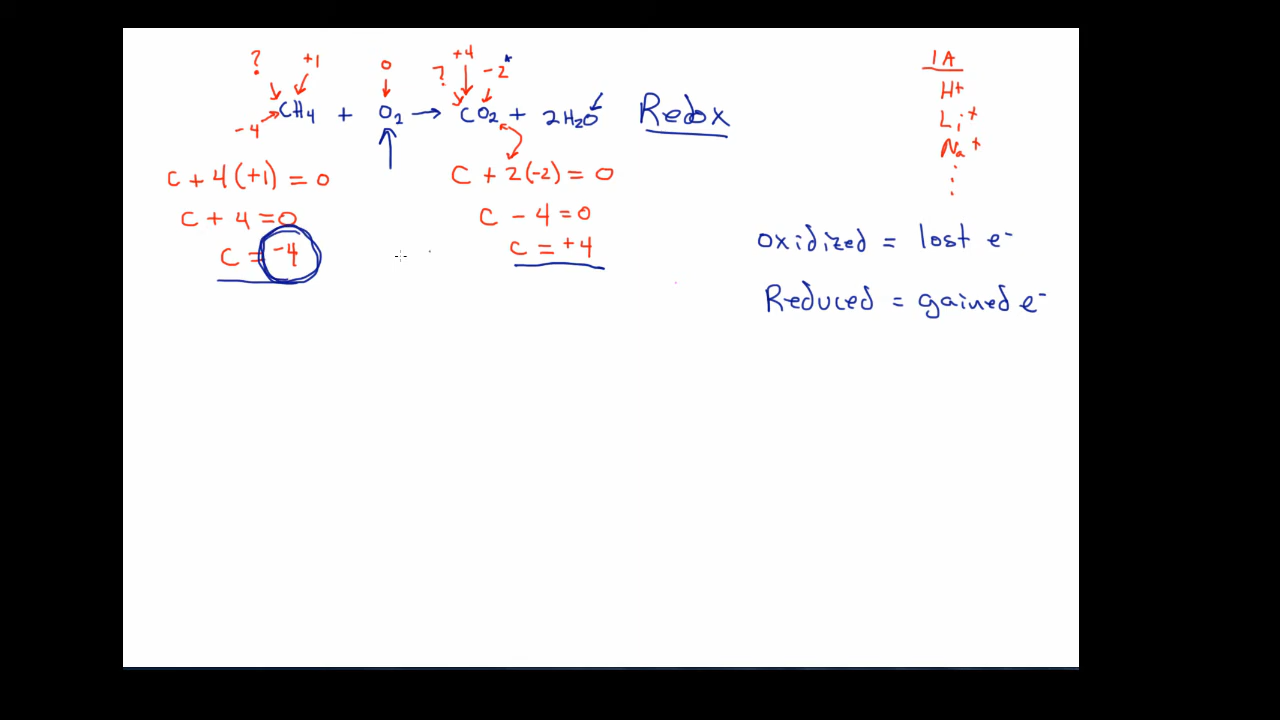 ? +1 0 +4 ? -2*
CH4 + O2 → CO2 + 2H2O Redox
-4
C + 4(+1) = 0
C + 4 = 0
C = -4
C + 2(-2) = 0
C - 4 = 0
C = +4
1A
H+
Li+
Na+
⋮
oxidized = lost e-
Reduced = gained e-